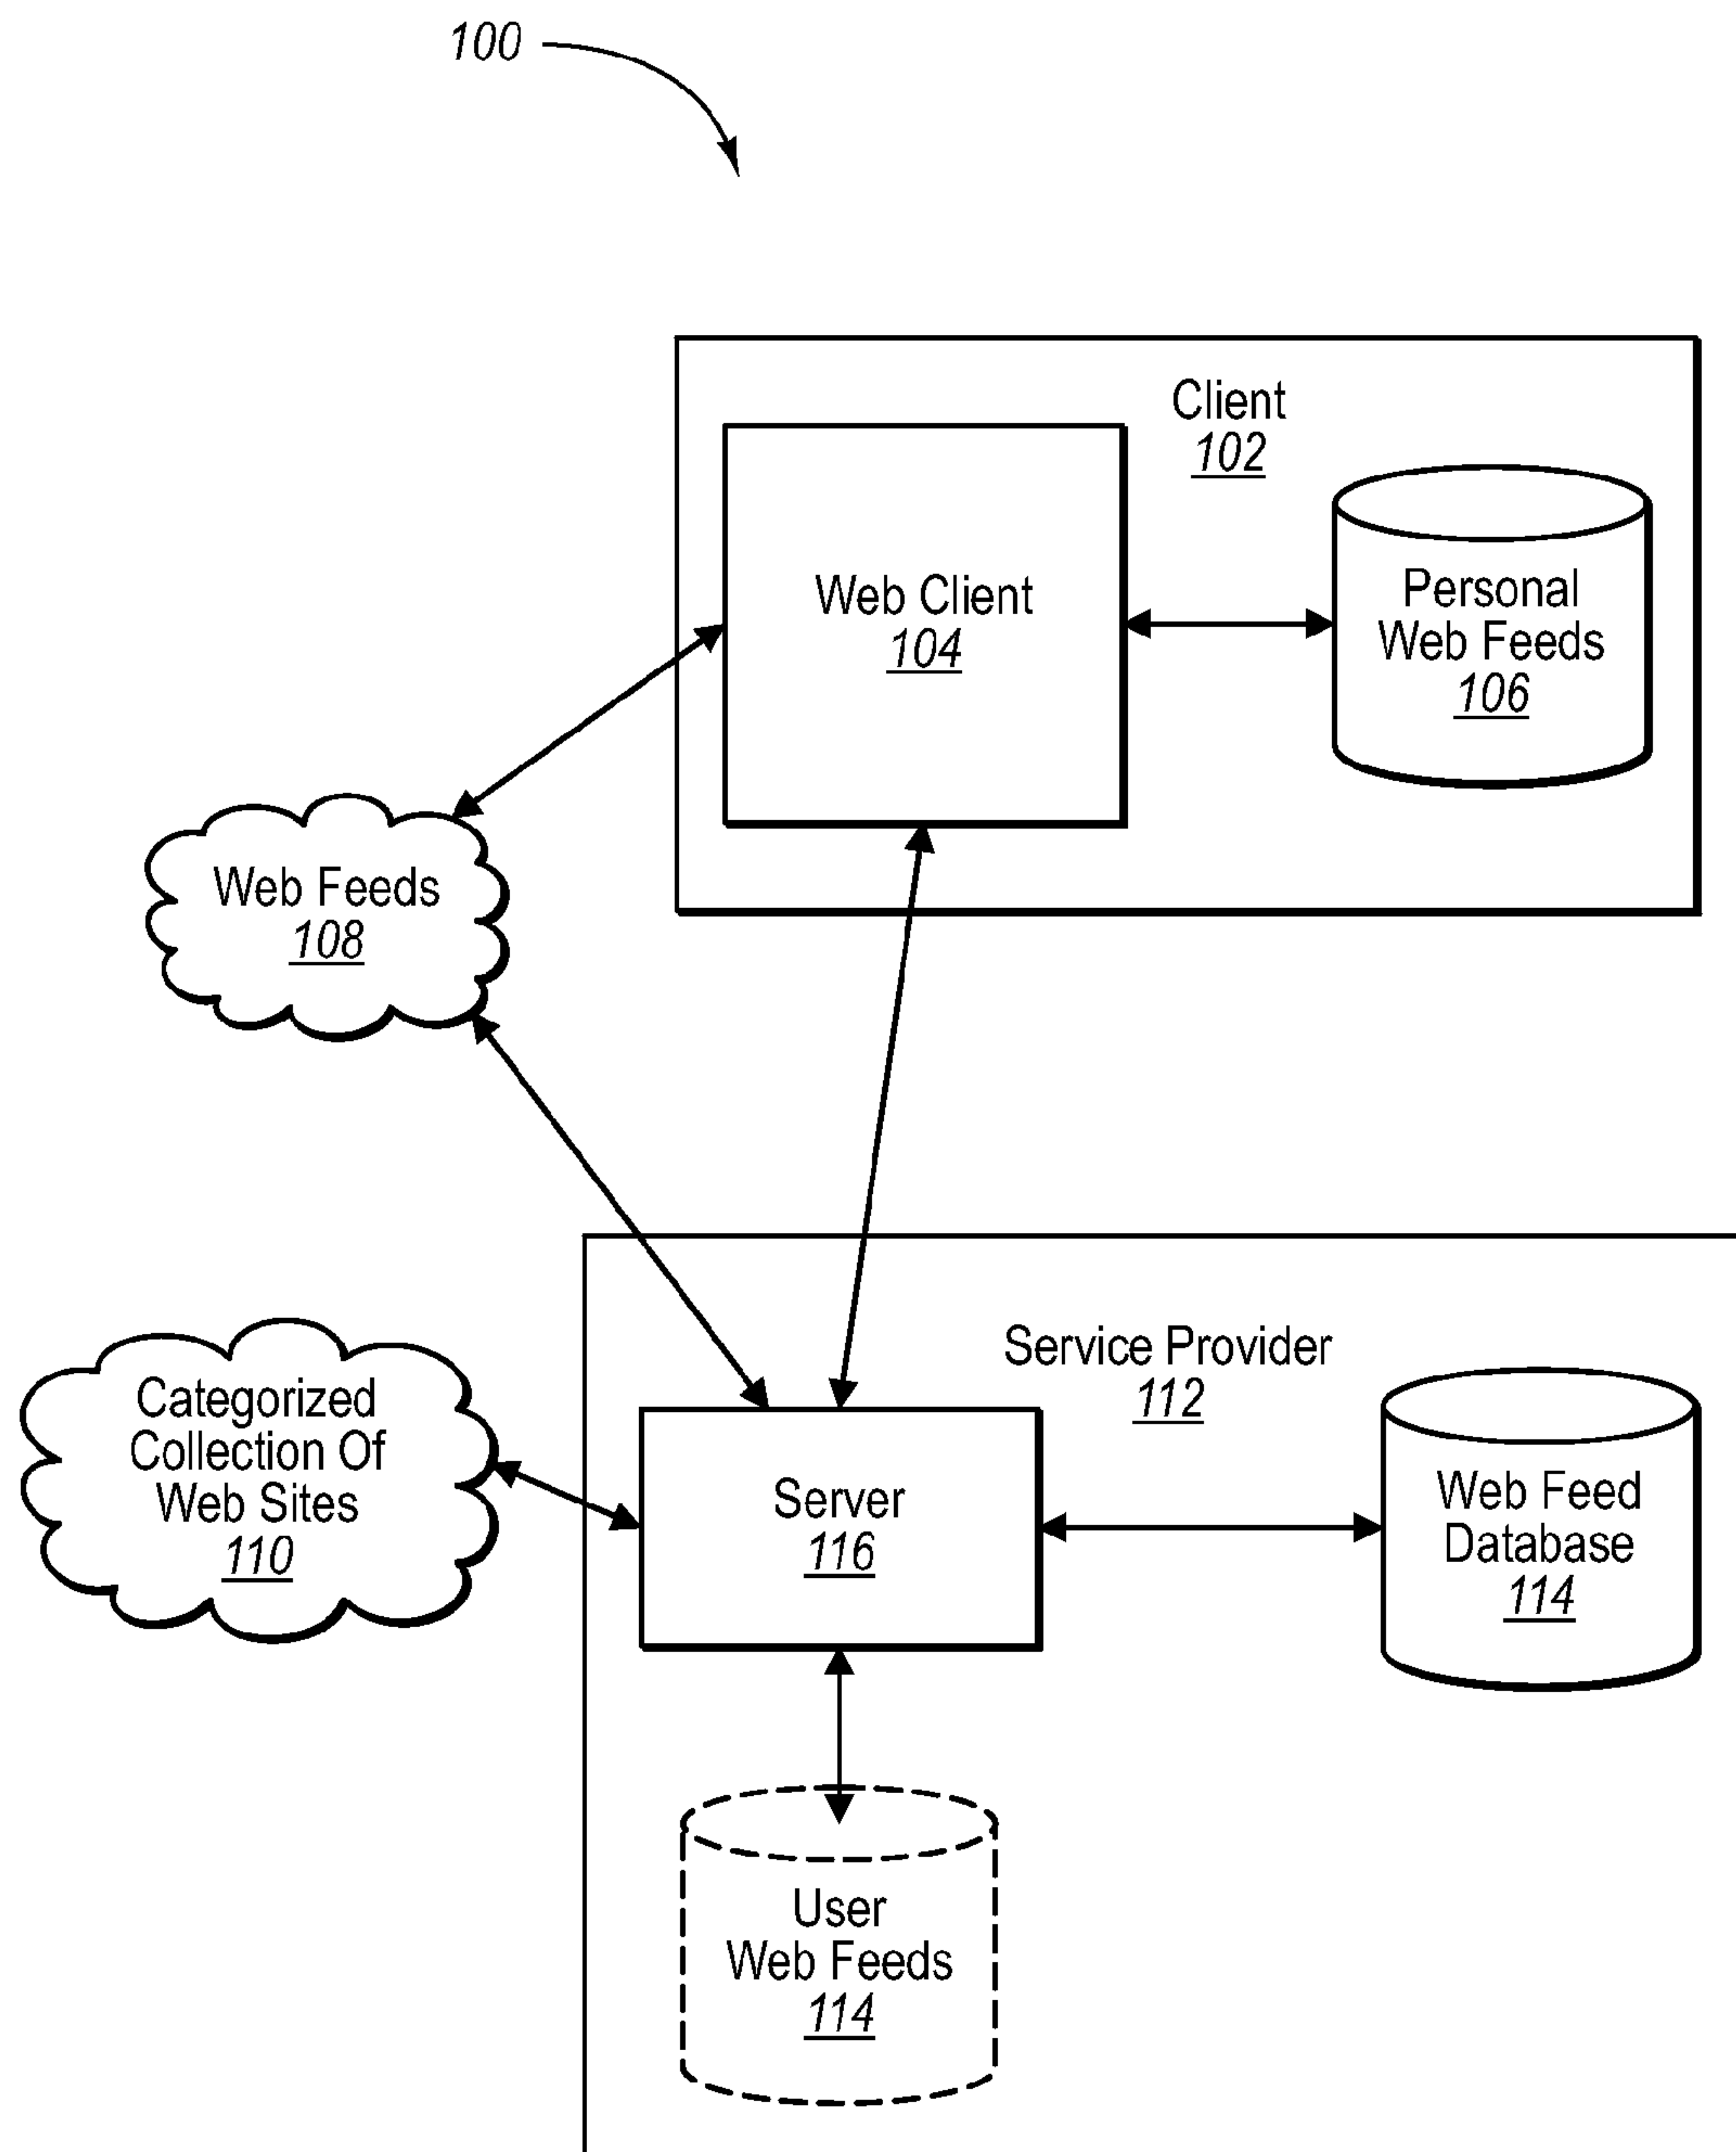 100
Client
102
Web Client
104
Personal
Web Feeds
106
Web Feeds
108
Service Provider
112
Categorized
Collection Of
Web Sites
110
Server
116
Web Feed
Database
114
User
Web Feeds
114